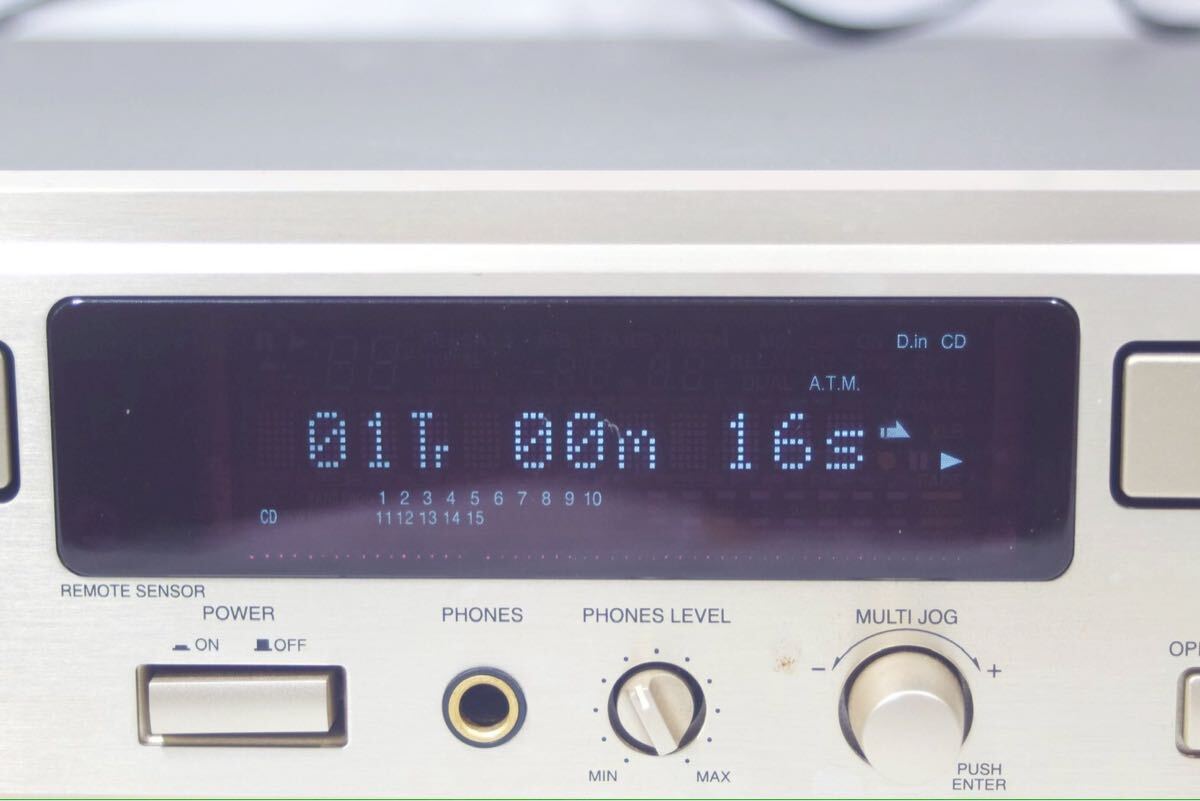 D.in CD
A.T.M.
01Tr 00m 16s
1 2 3 4 5 6 7 8 9 10
CD 11 12 13 14 15
REMOTE SENSOR
POWER
ON OFF
PHONES
PHONES LEVEL
MIN MAX
MULTI JOG
− +
PUSH
ENTER